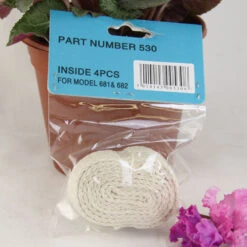 PART NUMBER 530
INSIDE 4PCS
FOR MODEL 681& 682